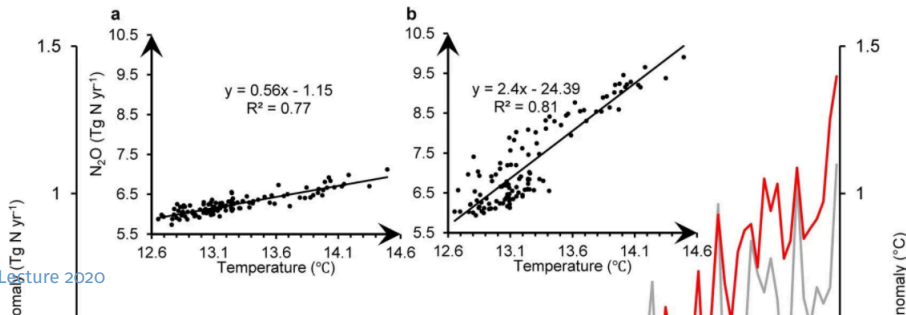 a
b
1.5
10.5
9.5
8.5
7.5
6.5
5.5
N₂O (Tg N yr⁻¹)
y = 0.56x - 1.15
R² = 0.77
12.6 13.1 13.6 14.1 14.6
Temperature (℃)
10.5
9.5
8.5
7.5
6.5
5.5
y = 2.4x - 24.39
R² = 0.81
12.6 13.1 13.6 14.1 14.6
Temperature (℃)
1.5
1
1
Lecture 2020
(Tg N yr⁻¹)
(°C)